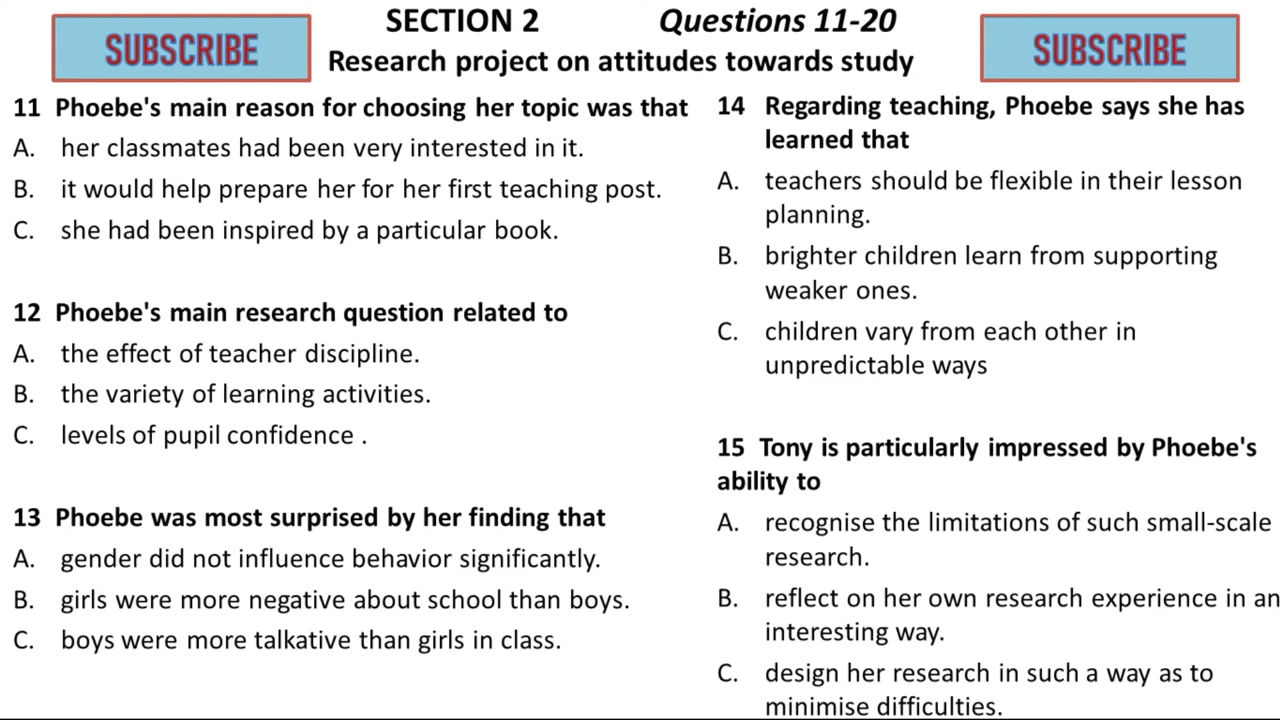 SECTION 2 Questions 11-20
SUBSCRIBE
Research project on attitudes towards study
SUBSCRIBE
11 Phoebe's main reason for choosing her topic was that
A. her classmates had been very interested in it.
B. it would help prepare her for her first teaching post.
C. she had been inspired by a particular book.
12 Phoebe's main research question related to
A. the effect of teacher discipline.
B. the variety of learning activities.
C. levels of pupil confidence .
13 Phoebe was most surprised by her finding that
A. gender did not influence behavior significantly.
B. girls were more negative about school than boys.
C. boys were more talkative than girls in class.
14 Regarding teaching, Phoebe says she has
learned that
A. teachers should be flexible in their lesson
planning.
B. brighter children learn from supporting
weaker ones.
C. children vary from each other in
unpredictable ways
15 Tony is particularly impressed by Phoebe's
ability to
A. recognise the limitations of such small-scale
research.
B. reflect on her own research experience in an
interesting way.
C. design her research in such a way as to
minimise difficulties.